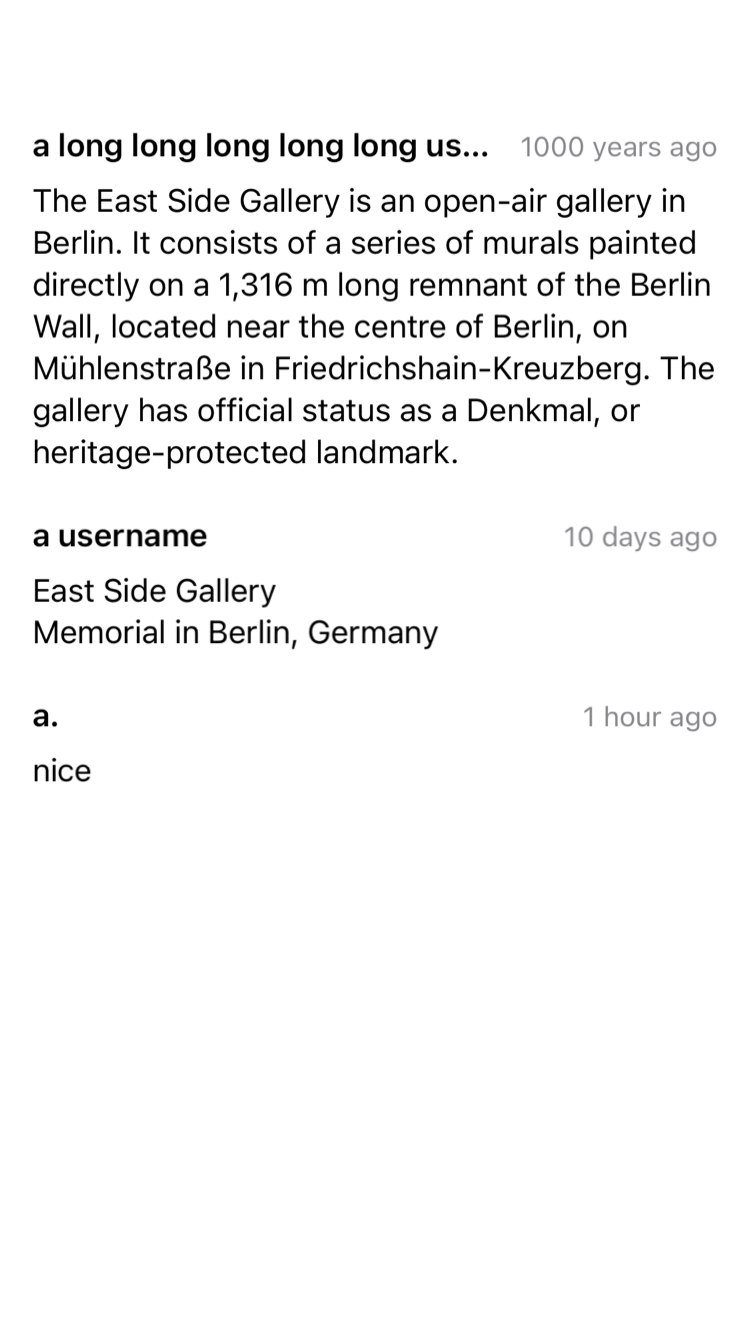 a long long long long long us... 1000 years ago
The East Side Gallery is an open-air gallery in
Berlin. It consists of a series of murals painted
directly on a 1,316 m long remnant of the Berlin
Wall, located near the centre of Berlin, on
Mühlenstraße in Friedrichshain-Kreuzberg. The
gallery has official status as a Denkmal, or
heritage-protected landmark.
a username 10 days ago
East Side Gallery
Memorial in Berlin, Germany
a. 1 hour ago
nice